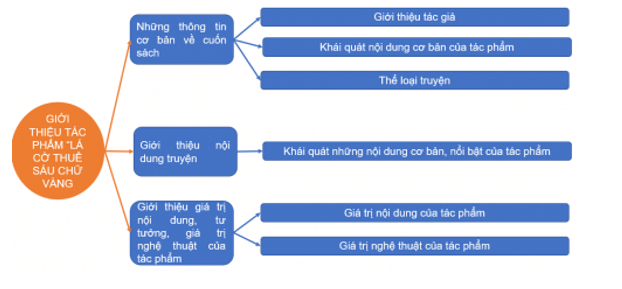 GIỚI
THIỆU TÁC
PHẨM "LÁ
CỜ THUÊ
SÁU CHỮ
VÀNG
Những thông tin
cơ bản về cuốn
sách
Giới thiệu tác giả
Khái quát nội dung cơ bản của tác phẩm
Thể loại truyện
Giới thiệu nội
dung truyện
Khái quát những nội dung cơ bản, nổi bật của tác phẩm
Giới thiệu giá trị
nội dung, tư
tưởng, giá trị
nghệ thuật của
tác phẩm
Giá trị nội dung của tác phẩm
Giá trị nghệ thuật của tác phẩm